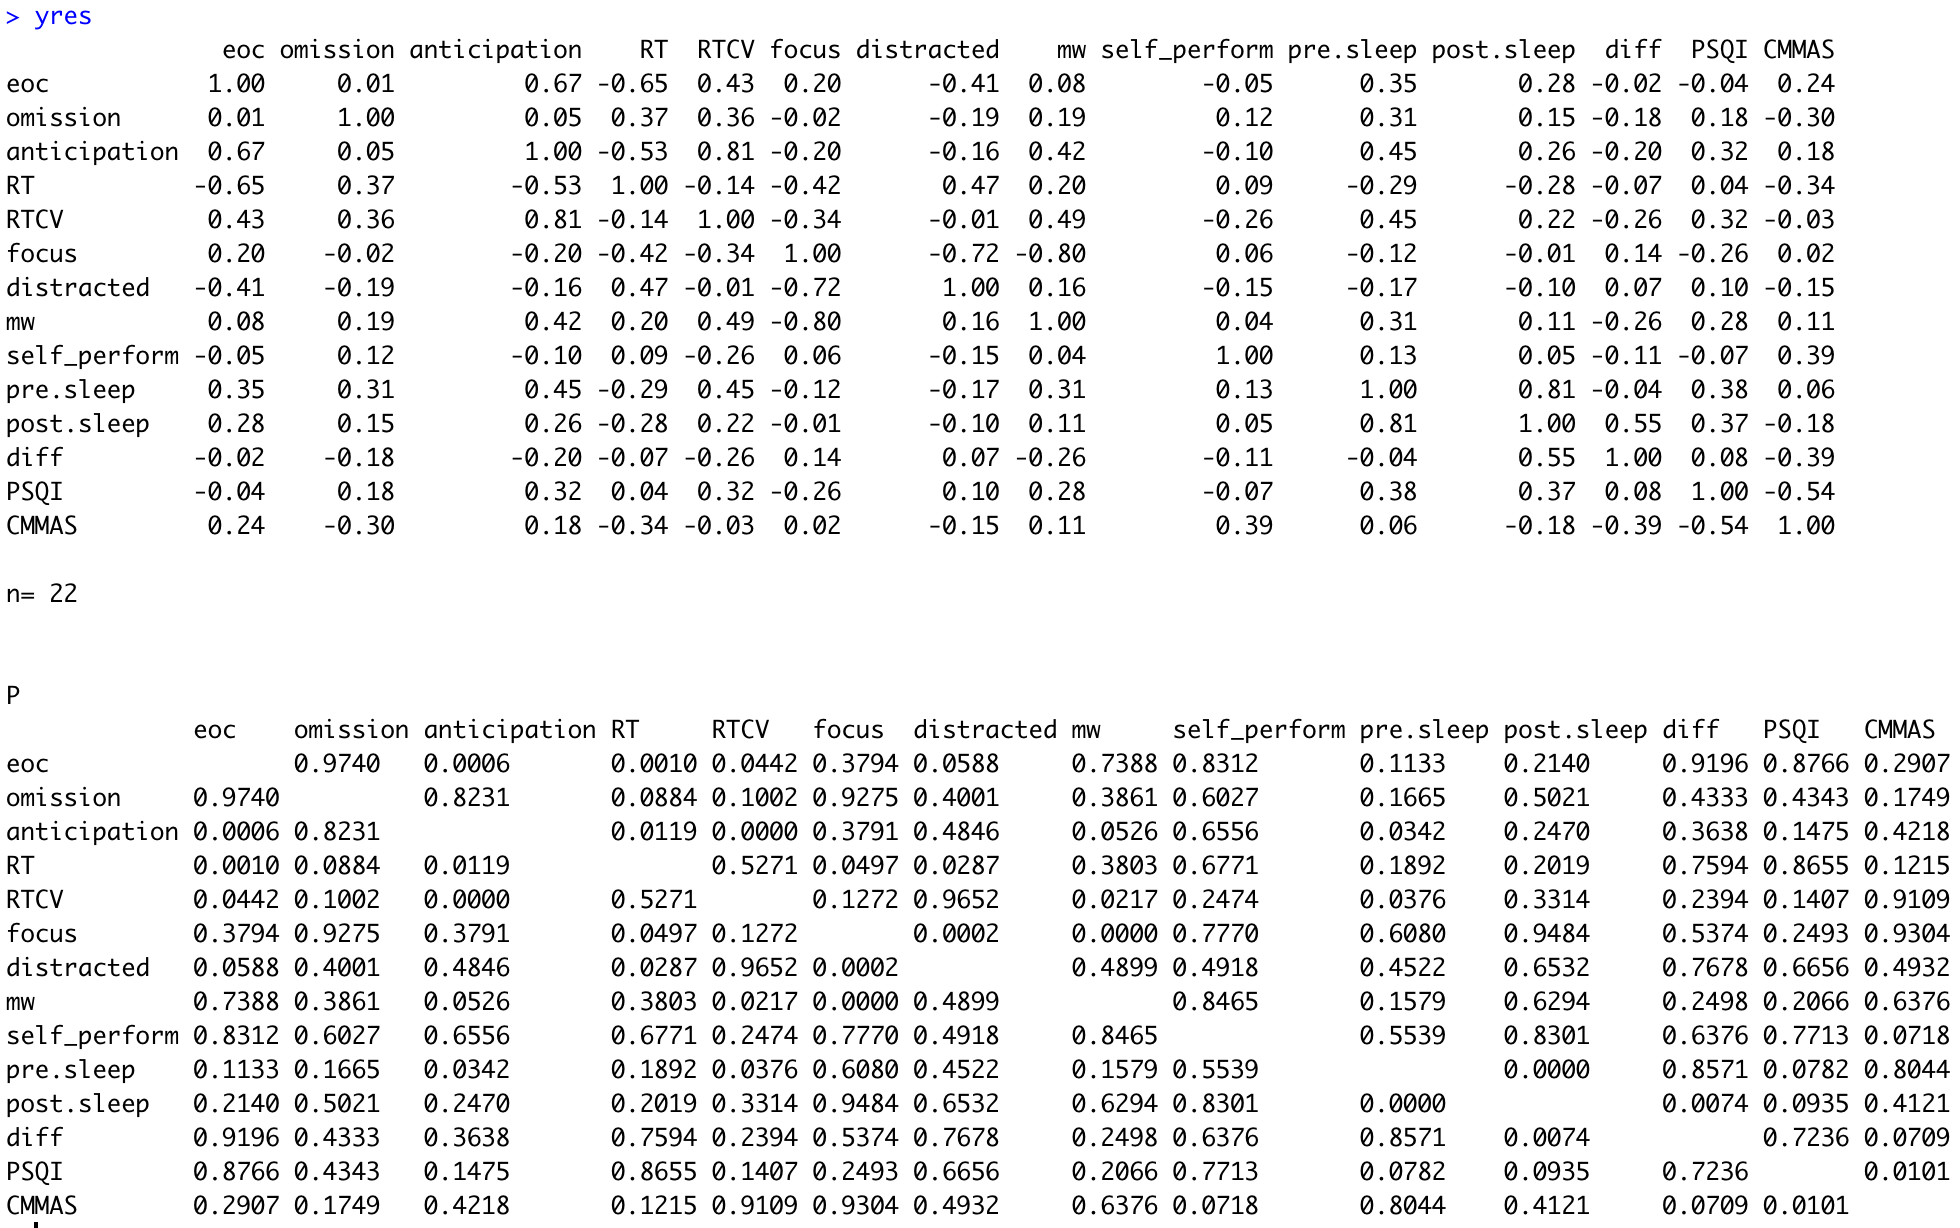 > yres
eoc omission anticipation RT RTCV focus distracted mw self_perform pre.sleep post.sleep diff PSQI CMMAS
eoc 1.00 0.01 0.67 -0.65 0.43 0.20 -0.41 0.08 -0.05 0.35 0.28 -0.02 -0.04 0.24
omission 0.01 1.00 0.05 0.37 0.36 -0.02 -0.19 0.19 0.12 0.31 0.15 -0.18 0.18 -0.30
anticipation 0.67 0.05 1.00 -0.53 0.81 -0.20 -0.16 0.42 -0.10 0.45 0.26 -0.20 0.32 0.18
RT -0.65 0.37 -0.53 1.00 -0.14 -0.42 0.47 0.20 0.09 -0.29 -0.28 -0.07 0.04 -0.34
RTCV 0.43 0.36 0.81 -0.14 1.00 -0.34 -0.01 0.49 -0.26 0.45 0.22 -0.26 0.32 -0.03
focus 0.20 -0.02 -0.20 -0.42 -0.34 1.00 -0.72 -0.80 0.06 -0.12 -0.01 0.14 -0.26 0.02
distracted -0.41 -0.19 -0.16 0.47 -0.01 -0.72 1.00 0.16 -0.15 -0.17 -0.10 0.07 0.10 -0.15
mw 0.08 0.19 0.42 0.20 0.49 -0.80 0.16 1.00 0.04 0.31 0.11 -0.26 0.28 0.11
self_perform -0.05 0.12 -0.10 0.09 -0.26 0.06 -0.15 0.04 1.00 0.13 0.05 -0.11 -0.07 0.39
pre.sleep 0.35 0.31 0.45 -0.29 0.45 -0.12 -0.17 0.31 0.13 1.00 0.81 -0.04 0.38 0.06
post.sleep 0.28 0.15 0.26 -0.28 0.22 -0.01 -0.10 0.11 0.05 0.81 1.00 0.55 0.37 -0.18
diff -0.02 -0.18 -0.20 -0.07 -0.26 0.14 0.07 -0.26 -0.11 -0.04 0.55 1.00 0.08 -0.39
PSQI -0.04 0.18 0.32 0.04 0.32 -0.26 0.10 0.28 -0.07 0.38 0.37 0.08 1.00 -0.54
CMMAS 0.24 -0.30 0.18 -0.34 -0.03 0.02 -0.15 0.11 0.39 0.06 -0.18 -0.39 -0.54 1.00
n= 22
P
eoc omission anticipation RT RTCV focus distracted mw self_perform pre.sleep post.sleep diff PSQI CMMAS
eoc 0.9740 0.0006 0.0010 0.0442 0.3794 0.0588 0.7388 0.8312 0.1133 0.2140 0.9196 0.8766 0.2907
omission 0.9740 0.8231 0.0884 0.1002 0.9275 0.4001 0.3861 0.6027 0.1665 0.5021 0.4333 0.4343 0.1749
anticipation 0.0006 0.8231 0.0119 0.0000 0.3791 0.4846 0.0526 0.6556 0.0342 0.2470 0.3638 0.1475 0.4218
RT 0.0010 0.0884 0.0119 0.5271 0.0497 0.0287 0.3803 0.6771 0.1892 0.2019 0.7594 0.8655 0.1215
RTCV 0.0442 0.1002 0.0000 0.5271 0.1272 0.9652 0.0217 0.2474 0.0376 0.3314 0.2394 0.1407 0.9109
focus 0.3794 0.9275 0.3791 0.0497 0.1272 0.0002 0.0000 0.7770 0.6080 0.9484 0.5374 0.2493 0.9304
distracted 0.0588 0.4001 0.4846 0.0287 0.9652 0.0002 0.4899 0.4918 0.4522 0.6532 0.7678 0.6656 0.4932
mw 0.7388 0.3861 0.0526 0.3803 0.0217 0.0000 0.4899 0.8465 0.1579 0.6294 0.2498 0.2066 0.6376
self_perform 0.8312 0.6027 0.6556 0.6771 0.2474 0.7770 0.4918 0.8465 0.5539 0.8301 0.6376 0.7713 0.0718
pre.sleep 0.1133 0.1665 0.0342 0.1892 0.0376 0.6080 0.4522 0.1579 0.5539 0.0000 0.8571 0.0782 0.8044
post.sleep 0.2140 0.5021 0.2470 0.2019 0.3314 0.9484 0.6532 0.6294 0.8301 0.0000 0.0074 0.0935 0.4121
diff 0.9196 0.4333 0.3638 0.7594 0.2394 0.5374 0.7678 0.2498 0.6376 0.8571 0.0074 0.7236 0.0709
PSQI 0.8766 0.4343 0.1475 0.8655 0.1407 0.2493 0.6656 0.2066 0.7713 0.0782 0.0935 0.7236 0.0101
CMMAS 0.2907 0.1749 0.4218 0.1215 0.9109 0.9304 0.4932 0.6376 0.0718 0.8044 0.4121 0.0709 0.0101